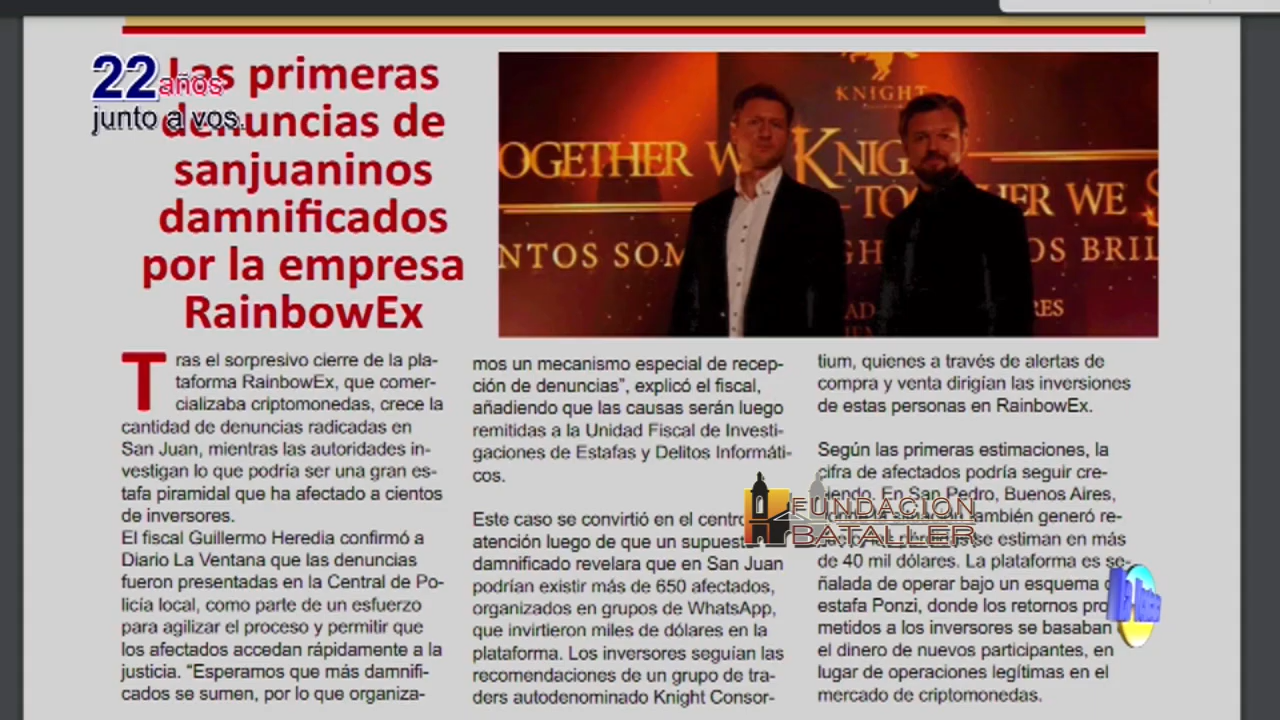 22 años
junto a vos.
Las primeras
denuncias de
sanjuaninos
damnificados
por la empresa
RainbowEx
KNIGHT
OGETHER W KNIG
TOGETHER WE S
NTOS SOM GH OS BRIL
AD RES
Tras el sorpresivo cierre de la pla-
taforma RainbowEx, que comer-
cializaba criptomonedas, crece la
cantidad de denuncias radicadas en
San Juan, mientras las autoridades in-
vestigan lo que podría ser una gran es-
tafa piramidal que ha afectado a cientos
de inversores.
El fiscal Guillermo Heredia confirmó a
Diario La Ventana que las denuncias
fueron presentadas en la Central de Po-
licía local, como parte de un esfuerzo
para agilizar el proceso y permitir que
los afectados accedan rápidamente a la
justicia. “Esperamos que más damnifi-
cados se sumen, por lo que organiza-
mos un mecanismo especial de recep-
ción de denuncias”, explicó el fiscal,
añadiendo que las causas serán luego
remitidas a la Unidad Fiscal de Investi-
gaciones de Estafas y Delitos Informáti-
cos.
Este caso se convirtió en el centro
atención luego de que un supuest
damnificado revelara que en San Juan
podrían existir más de 650 afectados,
organizados en grupos de WhatsApp,
que invirtieron miles de dólares en la
plataforma. Los inversores seguían las
recomendaciones de un grupo de tra-
ders autodenominado Knight Consor-
tium, quienes a través de alertas de
compra y venta dirigían las inversiones
de estas personas en RainbowEx.
Según las primeras estimaciones, la
cifra de afectados podría seguir cre-
ciendo. En San Pedro, Buenos Aires,
también generó re-
se estiman en más
de 40 mil dólares. La plataforma es se-
ñalada de operar bajo un esquema
estafa Ponzi, donde los retornos pro
metidos a los inversores se basaban
el dinero de nuevos participantes, en
lugar de operaciones legítimas en el
mercado de criptomonedas.
FUNDACION
BATALLER